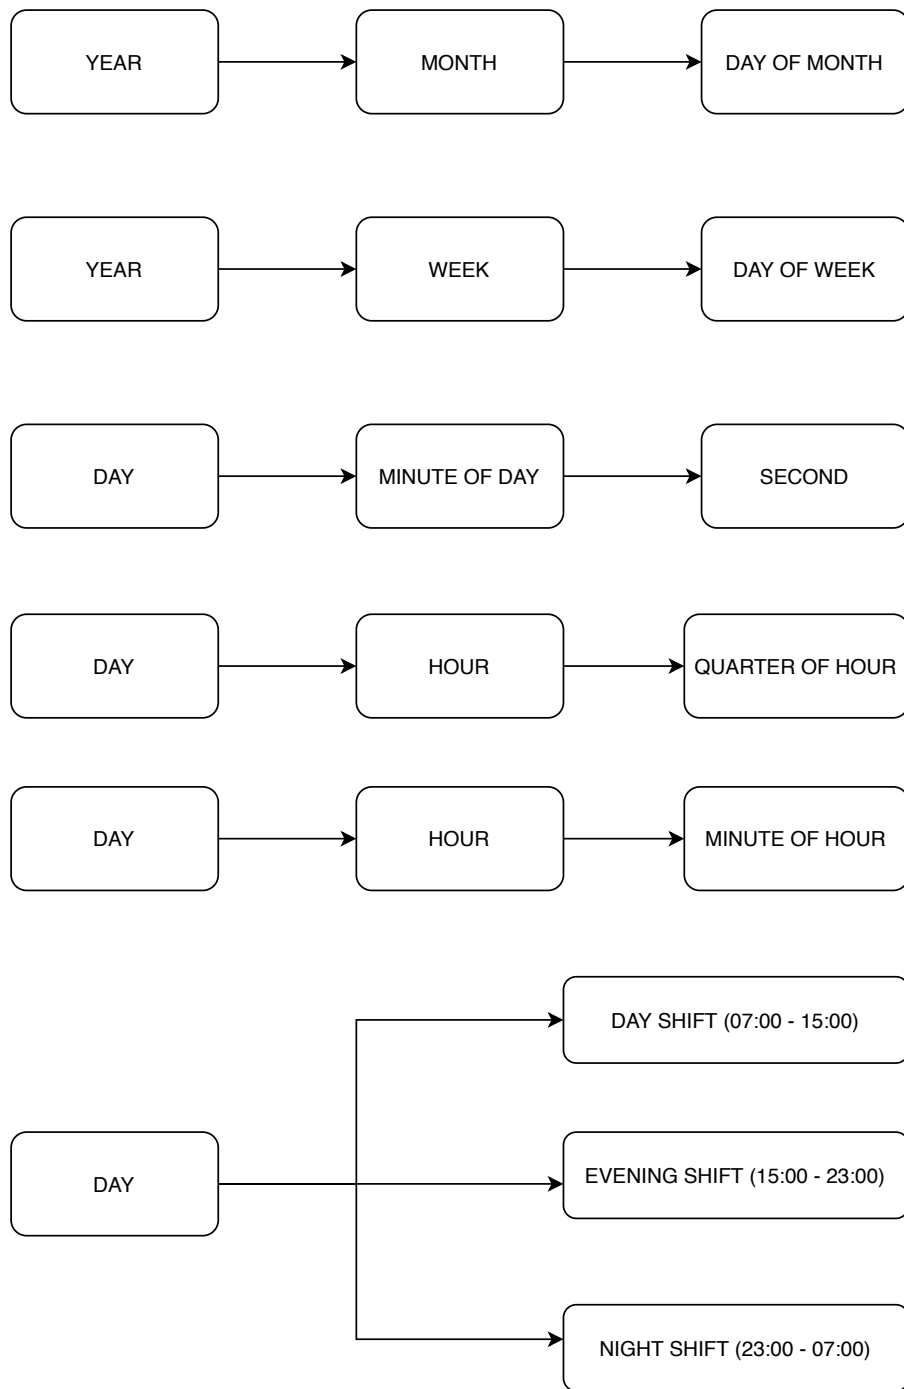 YEAR
MONTH
DAY OF MONTH
YEAR
WEEK
DAY OF WEEK
DAY
MINUTE OF DAY
SECOND
DAY
HOUR
QUARTER OF HOUR
DAY
HOUR
MINUTE OF HOUR
DAY SHIFT (07:00 - 15:00)
DAY
EVENING SHIFT (15:00 - 23:00)
NIGHT SHIFT (23:00 - 07:00)